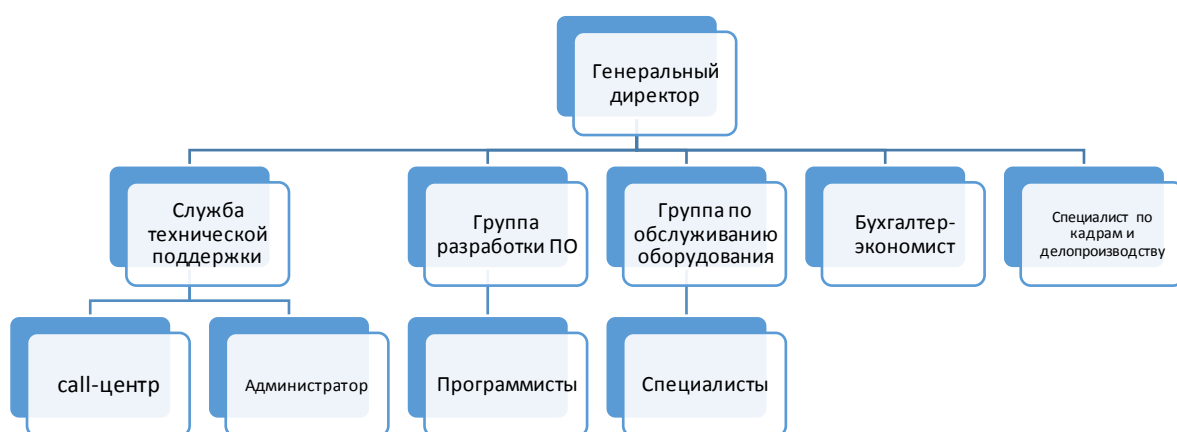 Генеральный
директор
Служба
технической
поддержки
Группа
разработки ПО
Группа по
обслуживанию
оборудования
Бухгалтер-
экономист
Специалист по
кадрам и
делопроизводству
call-центр
Администратор
Программисты
Специалисты